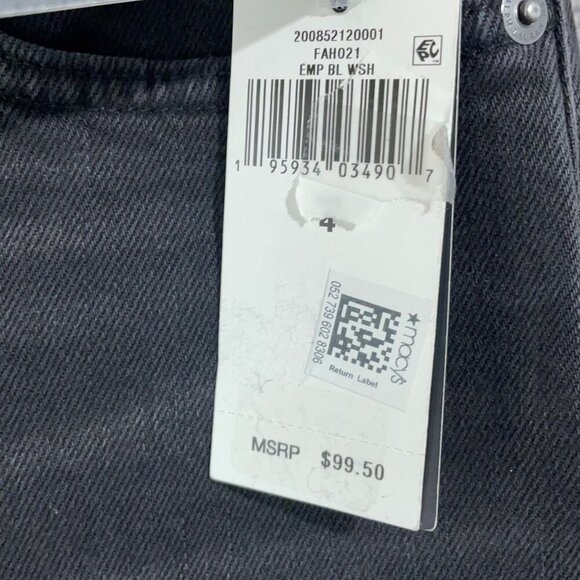 200852120001
FAH021
EMP BL WSH
1 95934 03490 7
4
052 739 602 8306
★macy's
Return Label
MSRP $99.50